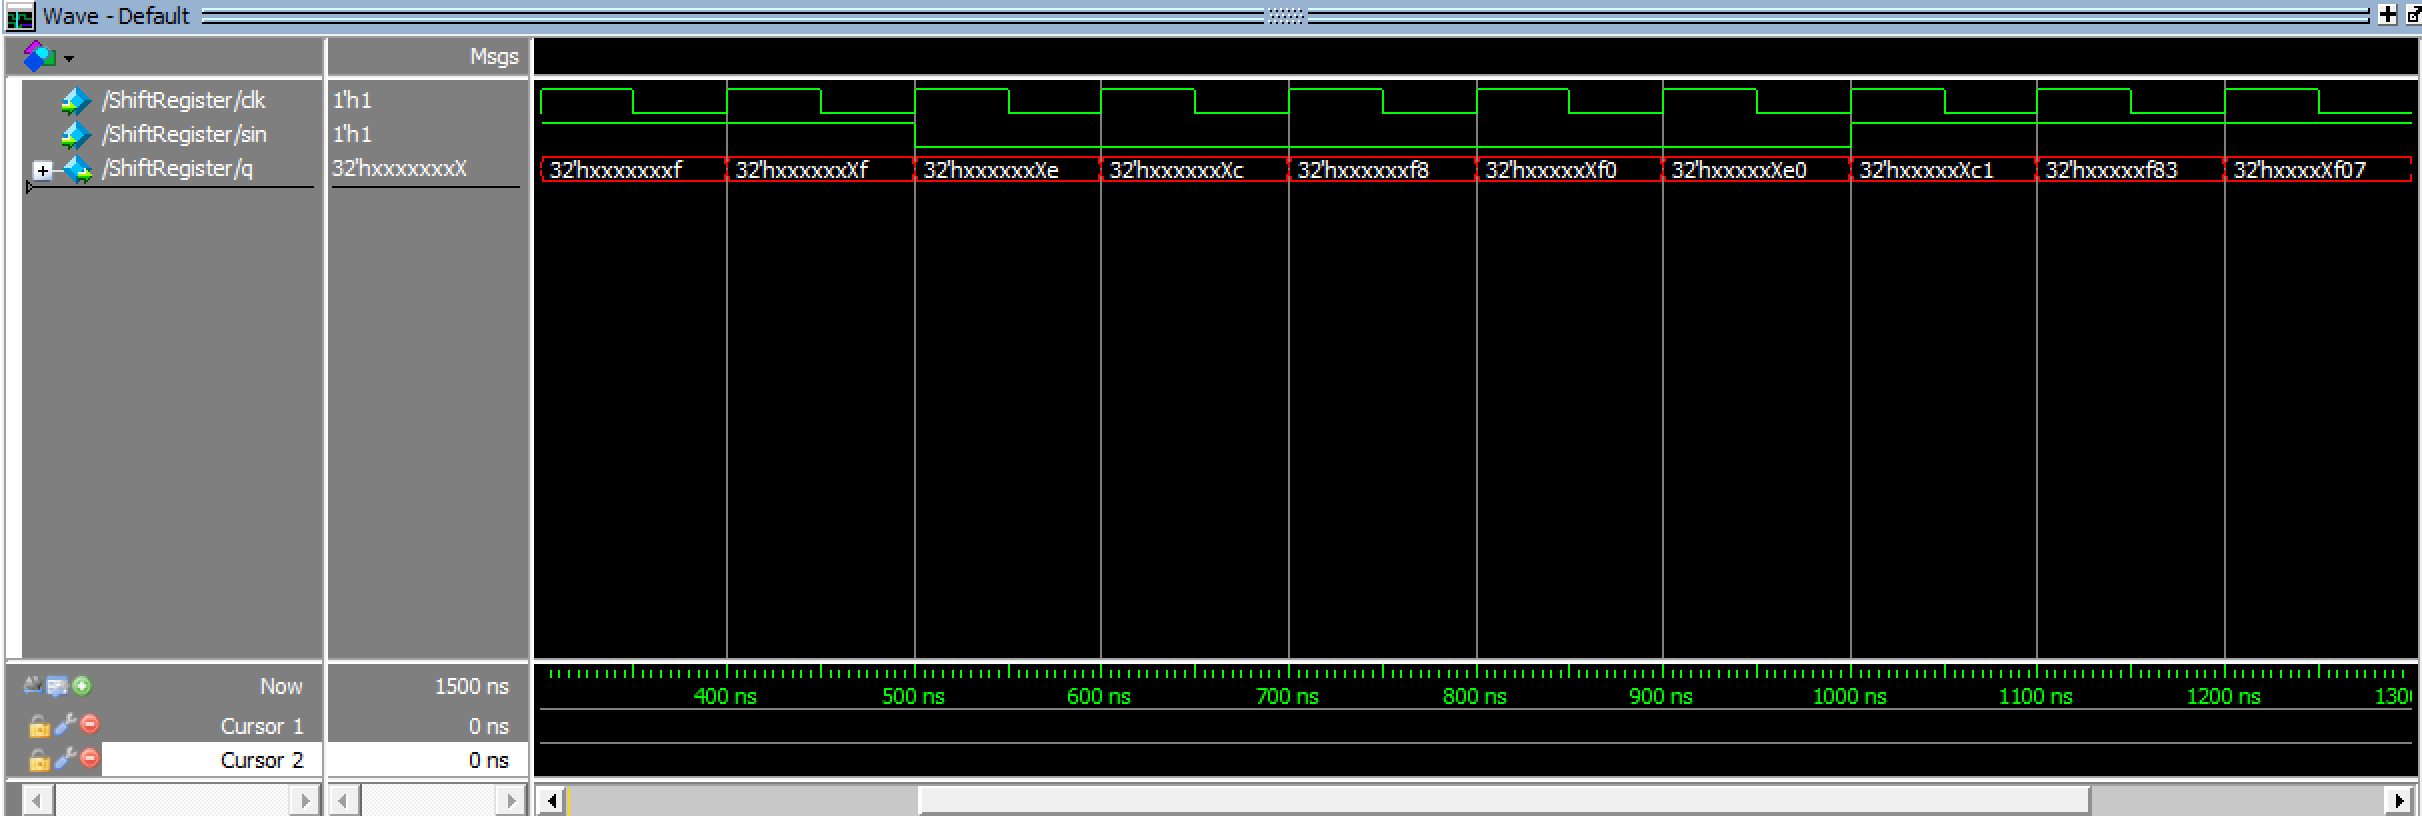 Wave - Default
Msgs
/ShiftRegister/clk 1'h1
/ShiftRegister/sin 1'h1
/ShiftRegister/q 32'hxxxxxxxX 32'hxxxxxxxf 32'hxxxxxxXf 32'hxxxxxxXe 32'hxxxxxxXc 32'hxxxxxxf8 32'hxxxxxXf0 32'hxxxxxXe0 32'hxxxxxXc1 32'hxxxxxf83 32'hxxxxXf07
Now 1500 ns 400 ns 500 ns 600 ns 700 ns 800 ns 900 ns 1000 ns 1100 ns 1200 ns 130
Cursor 1 0 ns
Cursor 2 0 ns